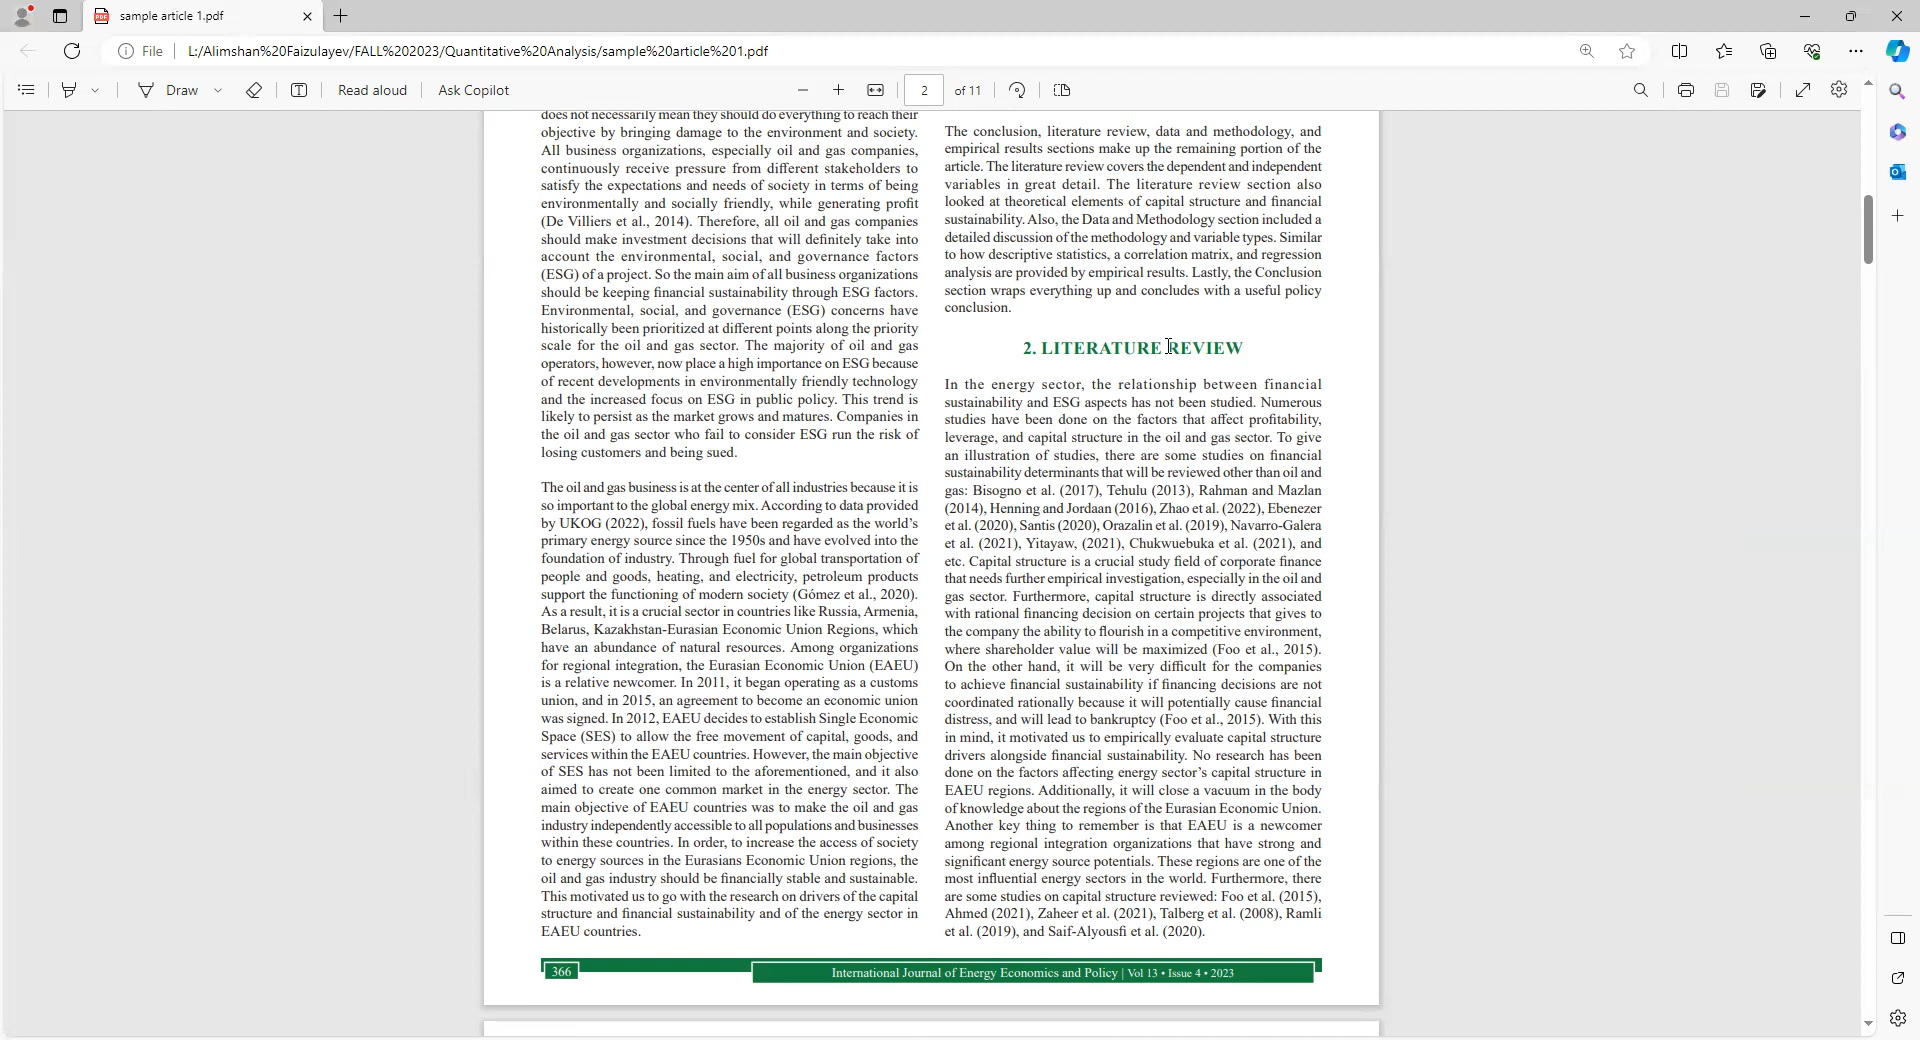 sample article 1.pdf
File
L:/Alimshan%20Faizulayev/FALL%202023/Quantitative%20Analysis/sample%20article%201.pdf
Draw
Read aloud
Ask Copilot
2
of 11
does not necessarily mean they should do everything to reach their
objective by bringing damage to the environment and society.
All business organizations, especially oil and gas companies,
continuously receive pressure from different stakeholders to
satisfy the expectations and needs of society in terms of being
environmentally and socially friendly, while generating profit
(De Villiers et al., 2014). Therefore, all oil and gas companies
should make investment decisions that will definitely take into
account the environmental, social, and governance factors
(ESG) of a project. So the main aim of all business organizations
should be keeping financial sustainability through ESG factors.
Environmental, social, and governance (ESG) concerns have
historically been prioritized at different points along the priority
scale for the oil and gas sector. The majority of oil and gas
operators, however, now place a high importance on ESG because
of recent developments in environmentally friendly technology
and the increased focus on ESG in public policy. This trend is
likely to persist as the market grows and matures. Companies in
the oil and gas sector who fail to consider ESG run the risk of
losing customers and being sued.
The oil and gas business is at the center of all industries because it is
so important to the global energy mix. According to data provided
by UKOG (2022), fossil fuels have been regarded as the world's
primary energy source since the 1950s and have evolved into the
foundation of industry. Through fuel for global transportation of
people and goods, heating, and electricity, petroleum products
support the functioning of modern society (Gómez et al., 2020).
As a result, it is a crucial sector in countries like Russia, Armenia,
Belarus, Kazakhstan-Eurasian Economic Union Regions, which
have an abundance of natural resources. Among organizations
for regional integration, the Eurasian Economic Union (EAEU)
is a relative newcomer. In 2011, it began operating as a customs
union, and in 2015, an agreement to become an economic union
was signed. In 2012, EAEU decides to establish Single Economic
Space (SES) to allow the free movement of capital, goods, and
services within the EAEU countries. However, the main objective
of SES has not been limited to the aforementioned, and it also
aimed to create one common market in the energy sector. The
main objective of EAEU countries was to make the oil and gas
industry independently accessible to all populations and businesses
within these countries. In order, to increase the access of society
to energy sources in the Eurasians Economic Union regions, the
oil and gas industry should be financially stable and sustainable.
This motivated us to go with the research on drivers of the capital
structure and financial sustainability and of the energy sector in
EAEU countries.
The conclusion, literature review, data and methodology, and
empirical results sections make up the remaining portion of the
article. The literature review covers the dependent and independent
variables in great detail. The literature review section also
looked at theoretical elements of capital structure and financial
sustainability. Also, the Data and Methodology section included a
detailed discussion of the methodology and variable types. Similar
to how descriptive statistics, a correlation matrix, and regression
analysis are provided by empirical results. Lastly, the Conclusion
section wraps everything up and concludes with a useful policy
conclusion.
2. LITERATURE REVIEW
In the energy sector, the relationship between financial
sustainability and ESG aspects has not been studied. Numerous
studies have been done on the factors that affect profitability,
leverage, and capital structure in the oil and gas sector. To give
an illustration of studies, there are some studies on financial
sustainability determinants that will be reviewed other than oil and
gas: Bisogno et al. (2017), Tehulu (2013), Rahman and Mazlan
(2014), Henning and Jordaan (2016), Zhao et al. (2022), Ebenezer
et al. (2020), Santis (2020), Orazalin et al. (2019), Navarro-Galera
et al. (2021), Yitayaw, (2021), Chukwuebuka et al. (2021), and
etc. Capital structure is a crucial study field of corporate finance
that needs further empirical investigation, especially in the oil and
gas sector. Furthermore, capital structure is directly associated
with rational financing decision on certain projects that gives to
the company the ability to flourish in a competitive environment,
where shareholder value will be maximized (Foo et al., 2015).
On the other hand, it will be very difficult for the companies
to achieve financial sustainability if financing decisions are not
coordinated rationally because it will potentially cause financial
distress, and will lead to bankruptcy (Foo et al., 2015). With this
in mind, it motivated us to empirically evaluate capital structure
drivers alongside financial sustainability. No research has been
done on the factors affecting energy sector's capital structure in
EAEU regions. Additionally, it will close a vacuum in the body
of knowledge about the regions of the Eurasian Economic Union.
Another key thing to remember is that EAEU is a newcomer
among regional integration organizations that have strong and
significant energy source potentials. These regions are one of the
most influential energy sectors in the world. Furthermore, there
are some studies on capital structure reviewed: Foo et al. (2015),
Ahmed (2021), Zaheer et al. (2021), Talberg et al. (2008), Ramli
et al. (2019), and Saif-Alyousfi et al. (2020).
366
International Journal of Energy Economics and Policy | Vol 13 • Issue 4 • 2023